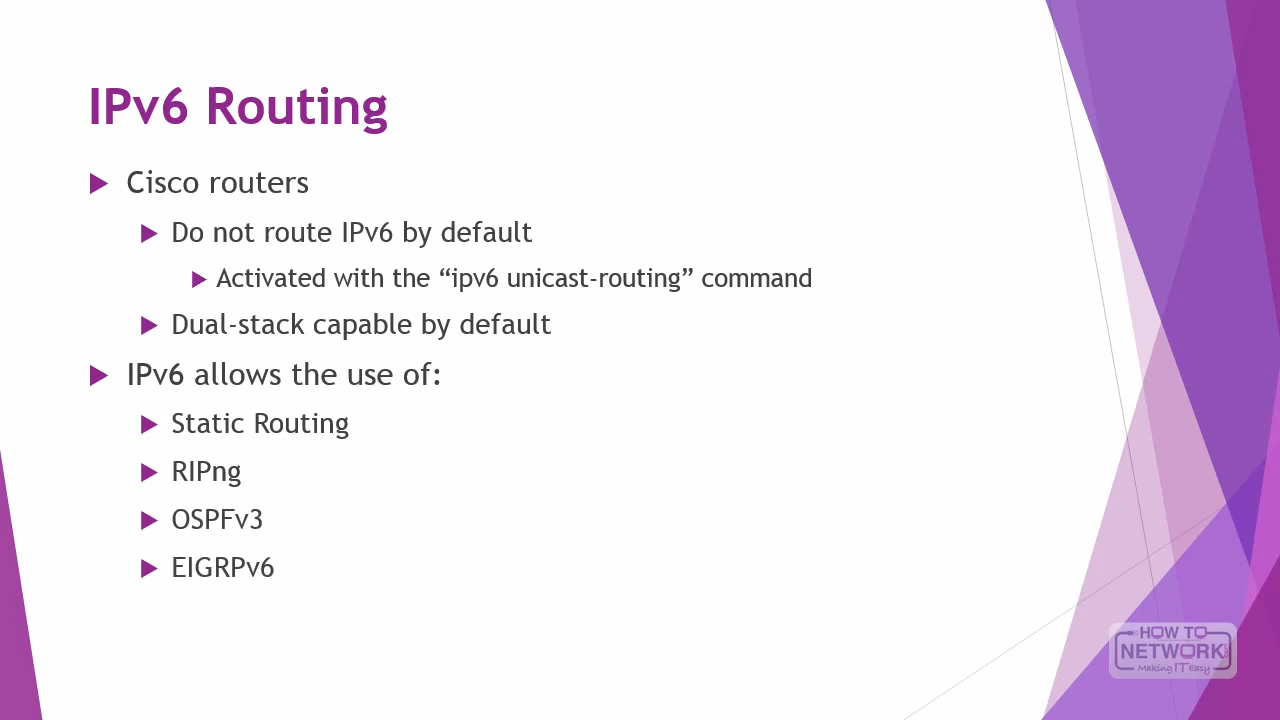 IPv6 Routing
Cisco routers
Do not route IPv6 by default
Activated with the “ipv6 unicast-routing” command
Dual-stack capable by default
IPv6 allows the use of:
Static Routing
RIPng
OSPFv3
EIGRPv6
HOW TO
NETWORK
Making IT Easy